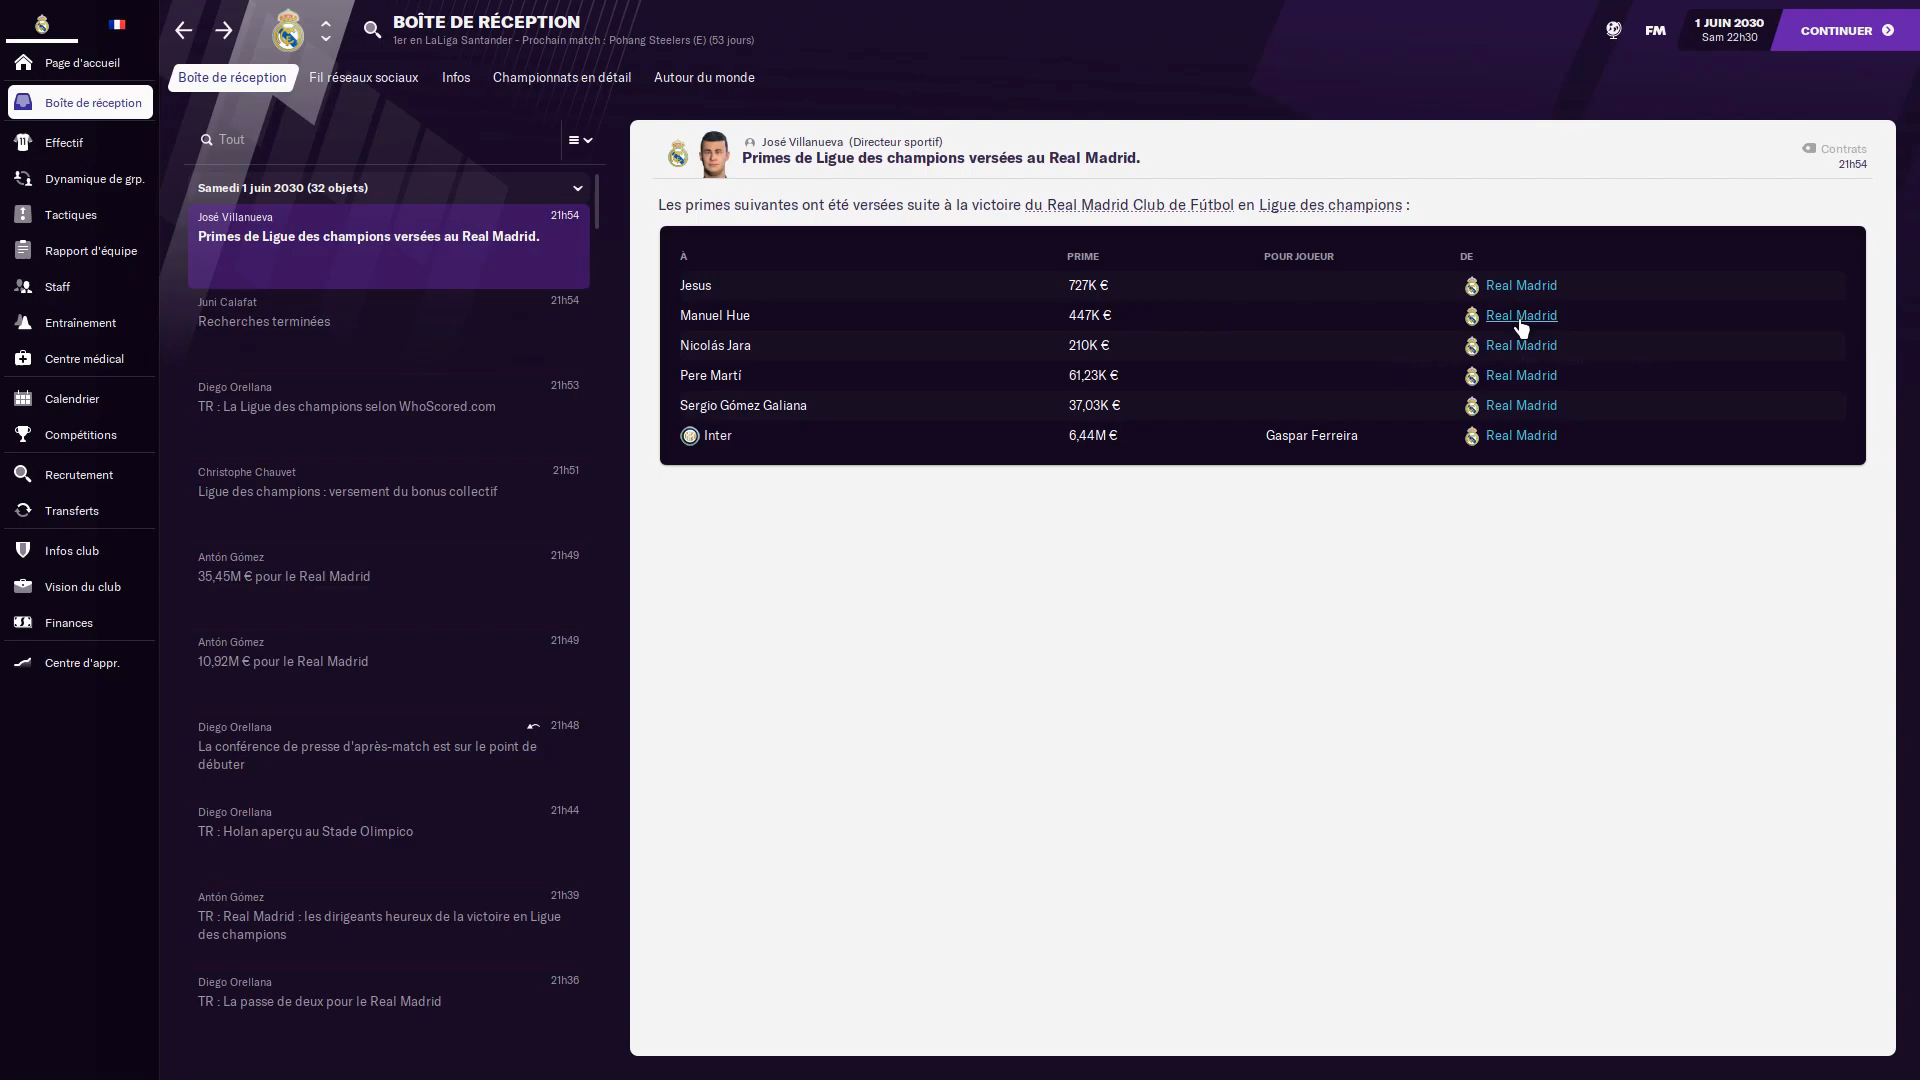 BOÎTE DE RÉCEPTION
1er en LaLiga Santander - Prochain match : Pohang Steelers (E) (53 jours)
FM
1 JUIN 2030
Sam 22h30
CONTINUER
Boîte de réception
Fil réseaux sociaux
Infos
Championnats en détail
Autour du monde
Page d'accueil
Boîte de réception
Effectif
Dynamique de grp.
Tactiques
Rapport d'équipe
Staff
Entraînement
Centre médical
Calendrier
Compétitions
Recrutement
Transferts
Infos club
Vision du club
Finances
Centre d'appr.
Tout
Samedi 1 juin 2030 (32 objets)
José Villanueva 21h54
Primes de Ligue des champions versées au Real Madrid.
Juni Calafat 21h54
Recherches terminées
Diego Orellana 21h53
TR : La Ligue des champions selon WhoScored.com
Christophe Chauvet 21h51
Ligue des champions : versement du bonus collectif
Antón Gómez 21h49
35,45M € pour le Real Madrid
Antón Gómez 21h49
10,92M € pour le Real Madrid
Diego Orellana 21h48
La conférence de presse d'après-match est sur le point de
débuter
Diego Orellana 21h44
TR : Holan aperçu au Stade Olimpico
Antón Gómez 21h39
TR : Real Madrid : les dirigeants heureux de la victoire en Ligue
des champions
Diego Orellana 21h36
TR : La passe de deux pour le Real Madrid
José Villanueva (Directeur sportif)
Primes de Ligue des champions versées au Real Madrid.
Contrats
21h54
Les primes suivantes ont été versées suite à la victoire du Real Madrid Club de Fútbol en Ligue des champions :
À PRIME POUR JOUEUR DE
Jesus 727K € Real Madrid
Manuel Hue 447K € Real Madrid
Nicolás Jara 210K € Real Madrid
Pere Martí 61,23K € Real Madrid
Sergio Gómez Galiana 37,03K € Real Madrid
Inter 6,44M € Gaspar Ferreira Real Madrid